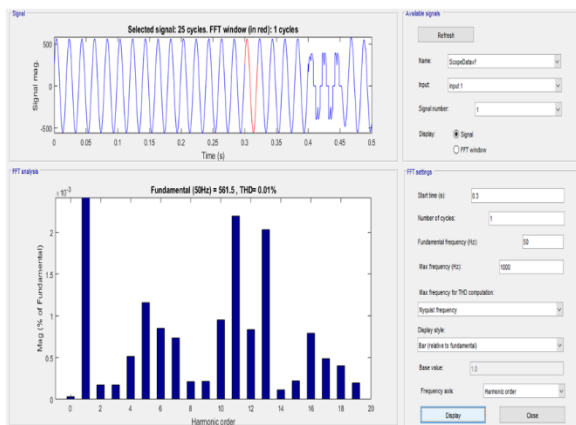 Signal
Selected signal: 25 cycles. FFT window (in red): 1 cycles
Signal mag.
500
0
-500
0 0.05 0.1 0.15 0.2 0.25 0.3 0.35 0.4 0.45 0.5
Time (s)
Available signals
Refresh
Name:
ScopeDatavf
Input:
input 1
Signal number:
1
Display:
Signal
FFT window
FFT analysis
×10⁻³
Fundamental (50Hz) = 561.5 , THD= 0.01%
Mag (% of Fundamental)
2
1.5
1
0.5
0
0 2 4 6 8 10 12 14 16 18 20
Harmonic order
FFT settings
Start time (s):
0.3
Number of cycles:
1
Fundamental frequency (Hz):
50
Max frequency (Hz):
1000
Max frequency for THD computation:
Nyquist frequency
Display style:
Bar (relative to fundamental)
Base value:
1.0
Frequency axis:
Harmonic order
Display
Close